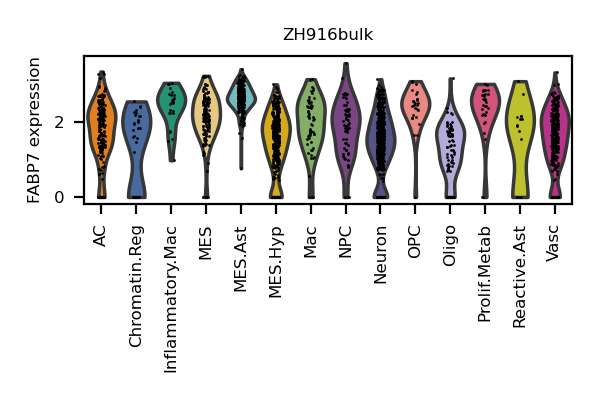 ZH916bulk
FABP7 expression
2
0
AC
Chromatin.Reg
Inflammatory.Mac
MES
MES.Ast
MES.Hyp
Mac
NPC
Neuron
OPC
Oligo
Prolif.Metab
Reactive.Ast
Vasc